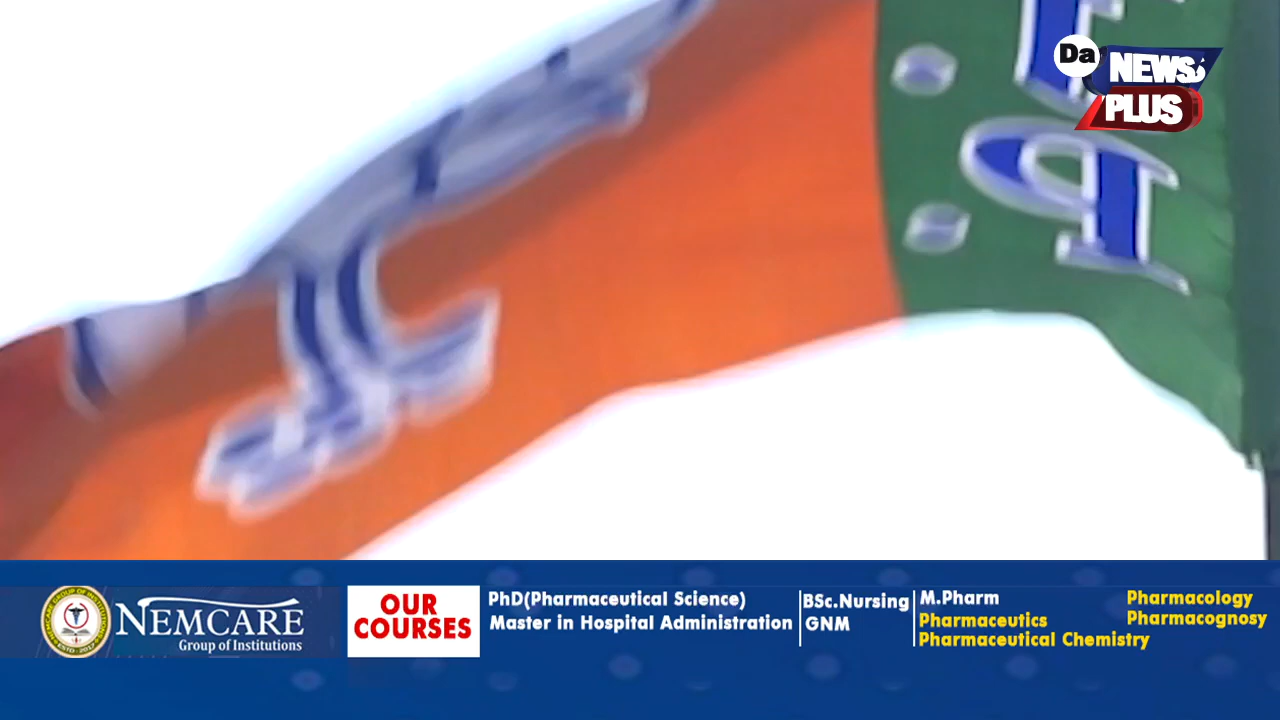 Da
NEWS
PLUS
NEMCARE
Group of Institutions
OUR
COURSES
PhD(Pharmaceutical Science)
Master in Hospital Administration
BSc.Nursing
GNM
M.Pharm
Pharmaceutics
Pharmaceutical Chemistry
Pharmacology
Pharmacognosy